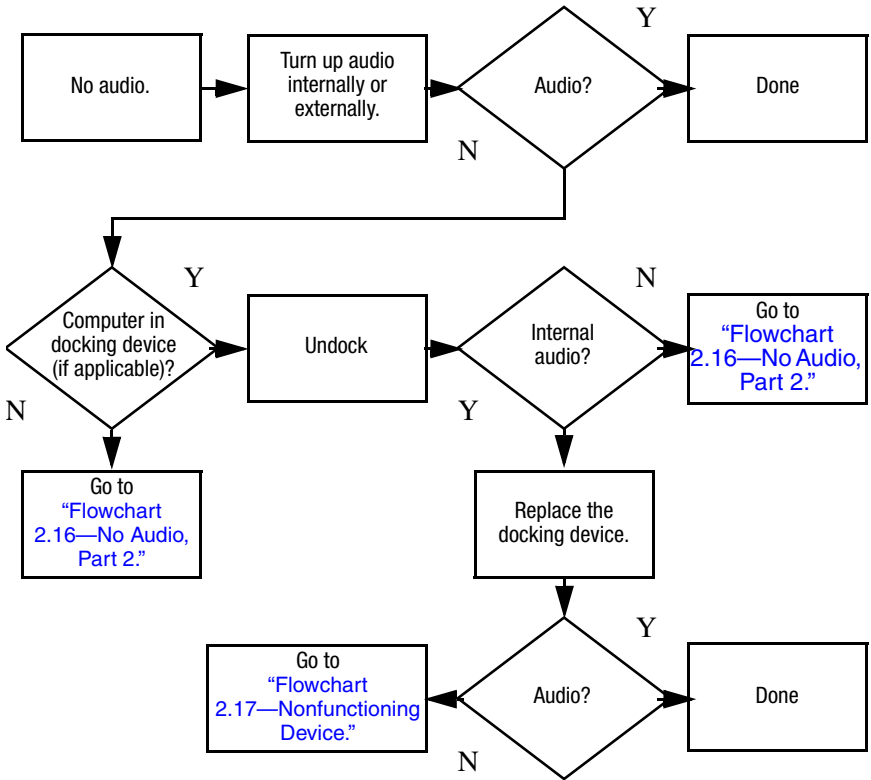 Y
No audio.
Turn up audio
internally or
externally.
Audio?
Done
N
Y
Computer in
docking device
(if applicable)?
N
Undock
Internal
audio?
N
Y
Go to
“Flowchart
2.16—No Audio,
Part 2.”
Go to
“Flowchart
2.16—No Audio,
Part 2.”
Replace the
docking device.
Y
Go to
“Flowchart
2.17—Nonfunctioning
Device.”
Audio?
Done
N